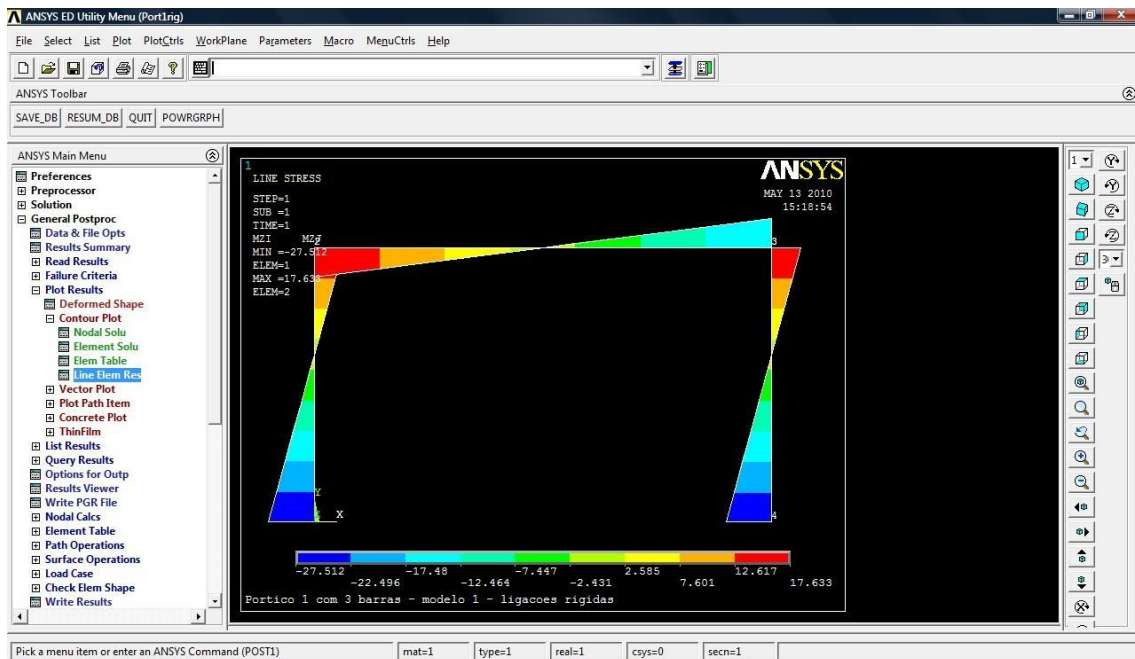 ANSYS ED Utility Menu (Port1rig)
File Select List Plot PlotCtrls WorkPlane Parameters Macro MenuCtrls Help
ANSYS Toolbar
SAVE_DB RESUM_DB QUIT POWRGRPH
ANSYS Main Menu
Preferences
Preprocessor
Solution
General Postproc
Data & File Opts
Results Summary
Read Results
Failure Criteria
Plot Results
Deformed Shape
Contour Plot
Nodal Solu
Element Solu
Elem Table
Line Elem Res
Vector Plot
Plot Path Item
Concrete Plot
ThinFilm
List Results
Query Results
Options for Outp
Results Viewer
Write PGR File
Nodal Calcs
Element Table
Path Operations
Surface Operations
Load Case
Check Elem Shape
Write Results
1
LINE STRESS
STEP=1
SUB =1
TIME=1
MZI
MIN =-27.512
ELEM=1
MAX =17.633
ELEM=2
ANSYS
MAY 13 2010
15:18:54
2
3
Y
X
4
-27.512 -17.48 -7.447 2.585 12.617
-22.496 -12.464 -2.431 7.601 17.633
Portico 1 com 3 barras - modelo 1 - ligacoes rigidas
1
3
Pick a menu item or enter an ANSYS Command (POST1) mat=1 type=1 real=1 csys=0 secn=1